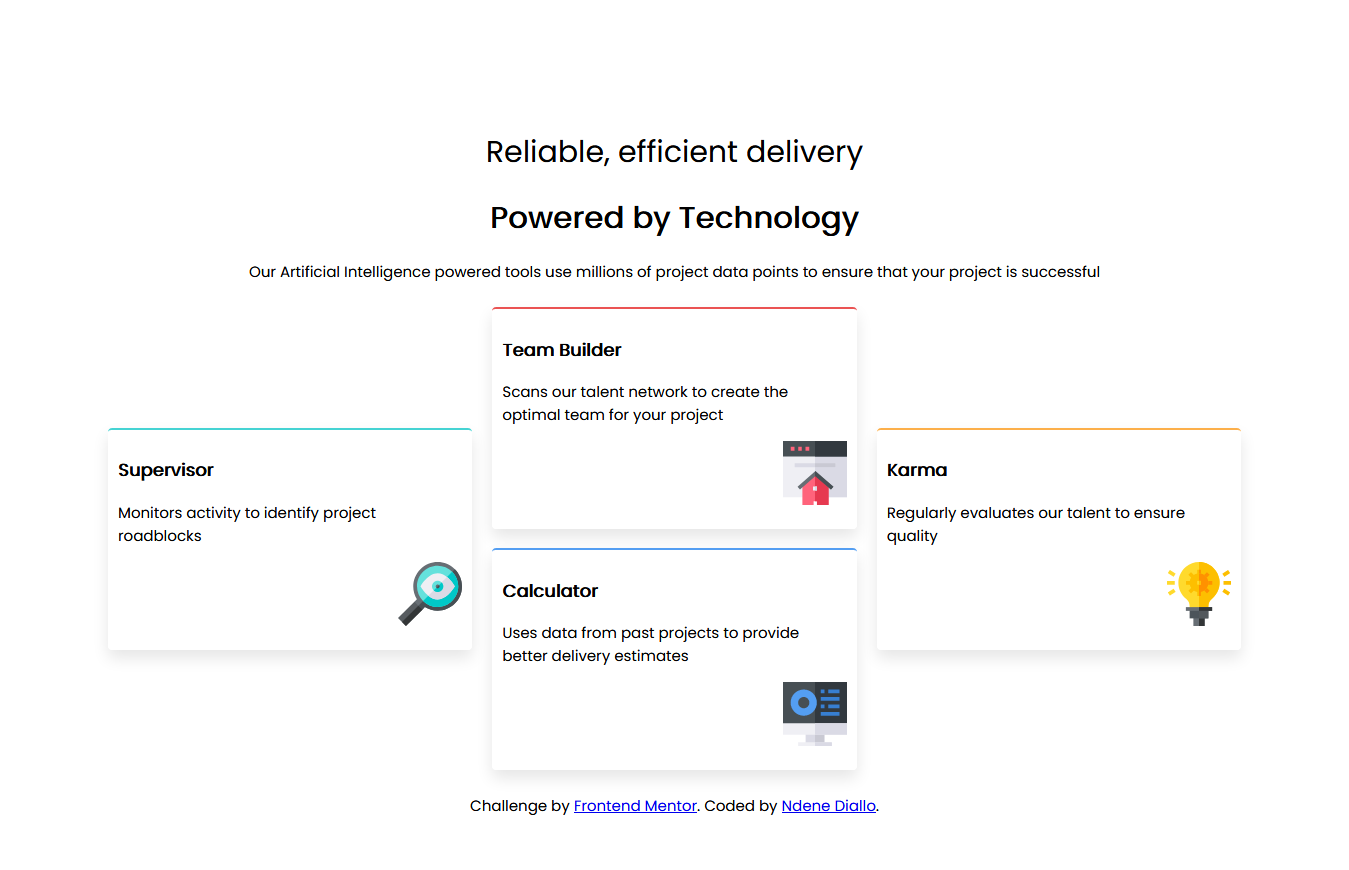 Reliable, efficient delivery
Powered by Technology
Our Artificial Intelligence powered tools use millions of project data points to ensure that your project is successful
Supervisor
Monitors activity to identify project
roadblocks
Team Builder
Scans our talent network to create the
optimal team for your project
Calculator
Uses data from past projects to provide
better delivery estimates
Karma
Regularly evaluates our talent to ensure
quality
Challenge by Frontend Mentor. Coded by Ndene Diallo.